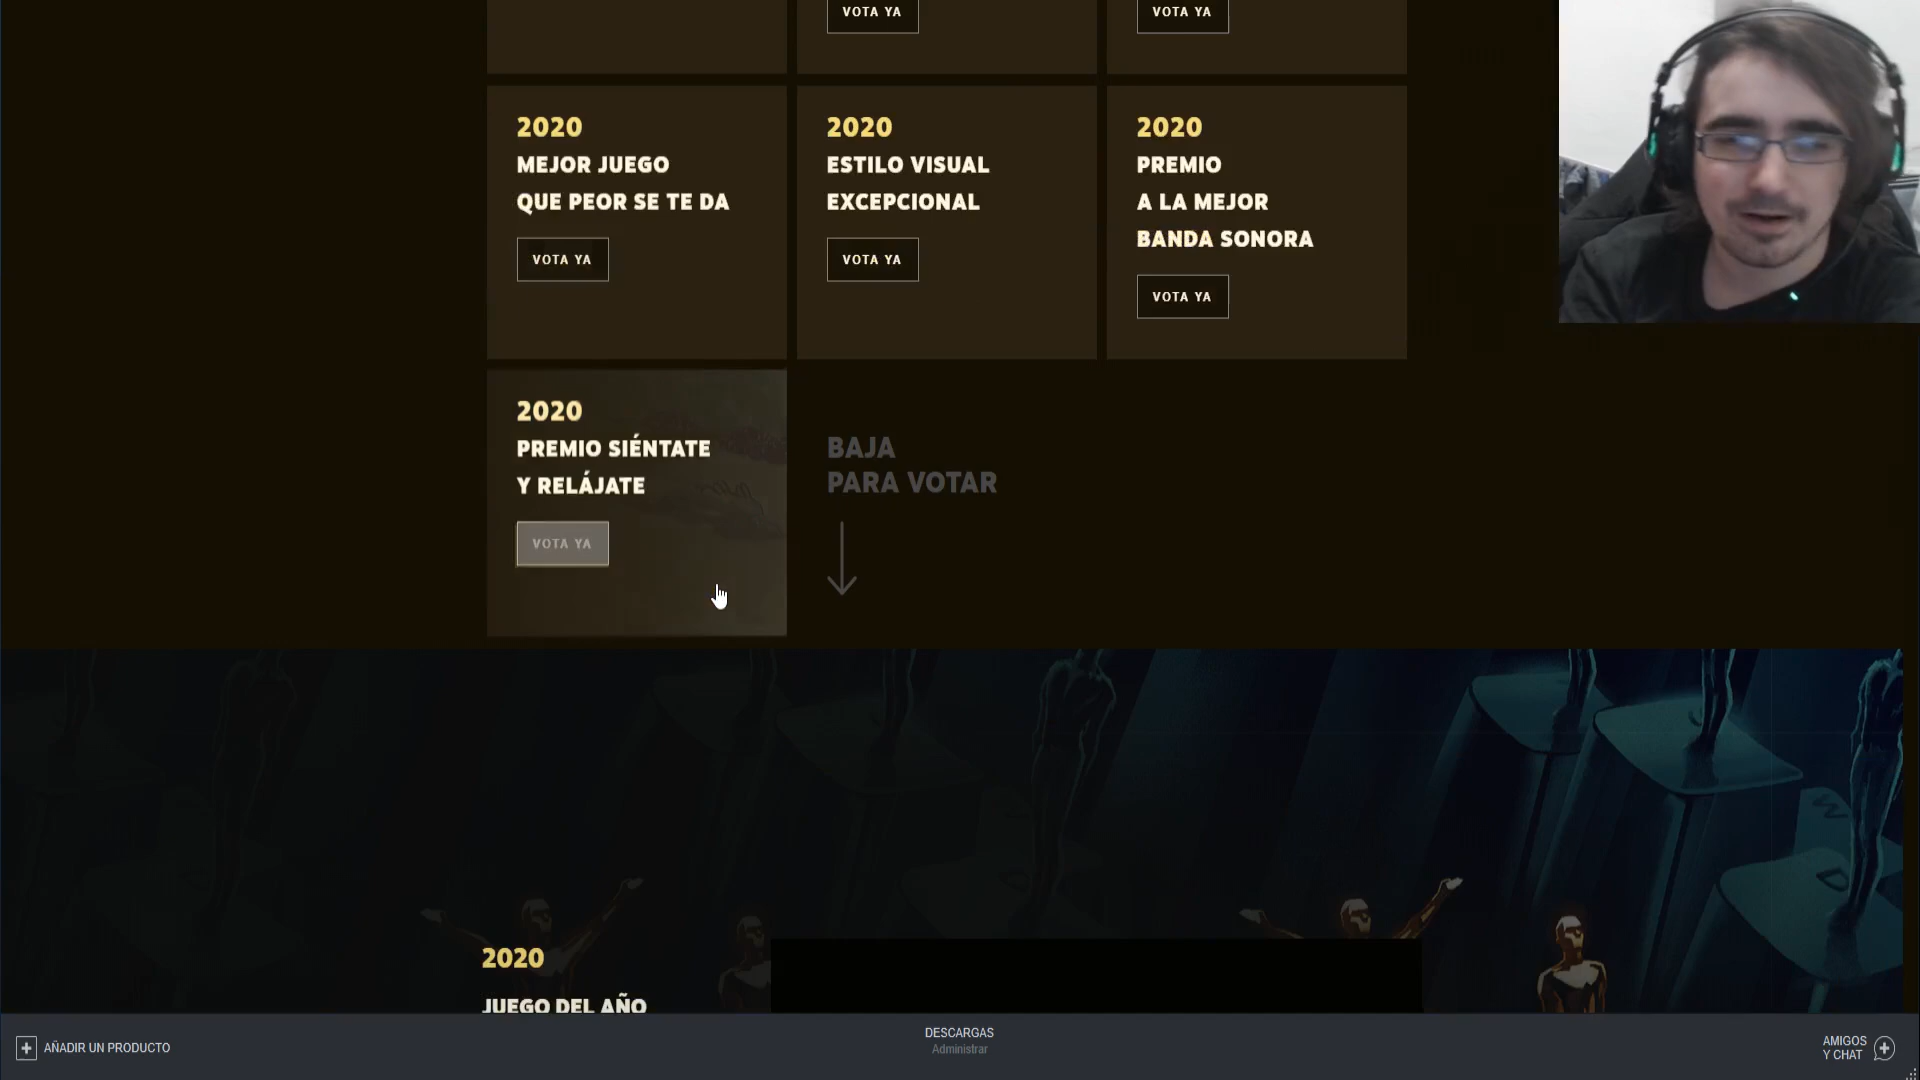 VOTA YA
VOTA YA
2020
MEJOR JUEGO
QUE PEOR SE TE DA
VOTA YA
2020
ESTILO VISUAL
EXCEPCIONAL
VOTA YA
2020
PREMIO
A LA MEJOR
BANDA SONORA
VOTA YA
2020
PREMIO SIÉNTATE
Y RELÁJATE
VOTA YA
BAJA
PARA VOTAR
2020
JUEGO DEL AÑO
AÑADIR UN PRODUCTO
DESCARGAS
Administrar
AMIGOS
Y CHAT